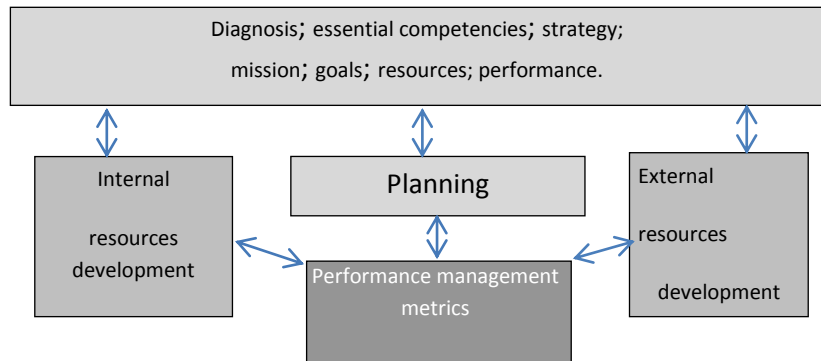 Diagnosis; essential competencies; strategy;
mission; goals; resources; performance.
Internal
resources
development
Planning
External
resources
development
Performance management
metrics